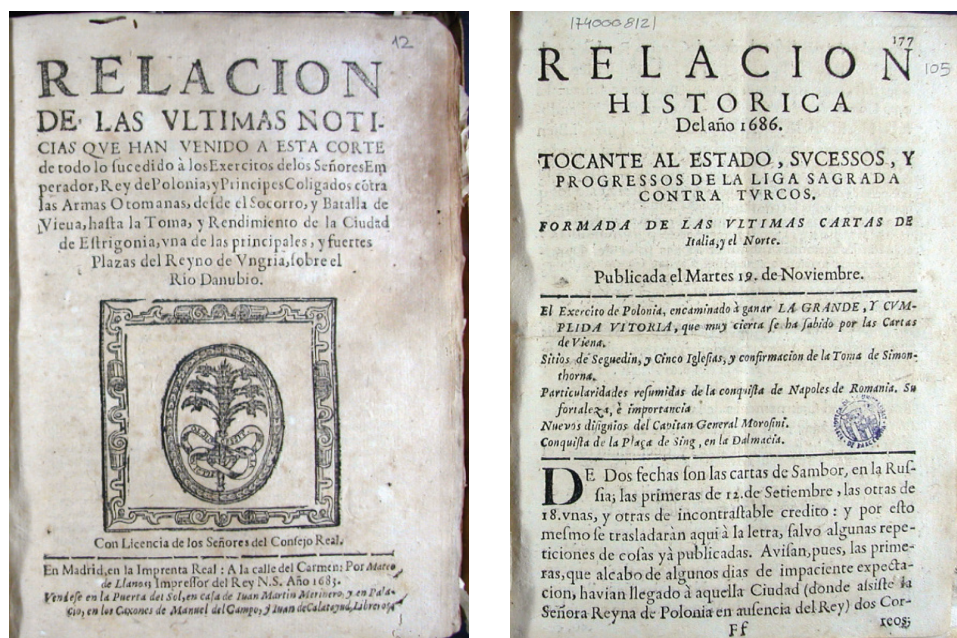 12
RELACION
DE LAS VLTIMAS NOTI-
CIAS QVE HAN VENIDO A ESTA CORTE
de todo lo sucedido à los Exercitos delos Señores Em
perador, Rey de Polonia, y Principes Coligados cõtra
las Armas Otomanas, desde el Socorro, y Batalla de
Viena, hasta la Toma, y Rendimiento de la Ciudad
de Estrigonia, vna de las principales, y fuertes
Plazas del Reyno de Vngria, sobre el
Rio Danubio.
Con Licencia de los Señores del Consejo Real.
En Madrid, en la Imprenta Real: A la calle del Carmen: Por Mateo
de Llanos Impressor del Rey N.S. Año 1683.
Vendese en la Puerta del Sol, en casa de Iuan Martin Merinero, y en Pala-
cio, en los Caxones de Manuel del Campo, y Iuan de Calatayud, Libreros
1740008121
177
105
RELACION
HISTORICA
Del año 1686.
TOCANTE AL ESTADO, SVCESSOS, Y
PROGRESSOS DE LA LIGA SAGRADA
CONTRA TVRCOS.
FORMADA DE LAS VLTIMAS CARTAS DE
Italia, y el Norte.
Publicada el Martes 19. de Noviembre.
El Exercito de Polonia, encaminado à ganar LA GRANDE, Y CVM-
PLIDA VITORIA, que muy cierta se ha sabido por las Cartas
de Viena.
Sitios de Seguedin, y Cinco Iglesias, y confirmacion de la Toma de Simon-
thorna.
Particularidades resumidas de la conquista de Napoles de Romania. Su
fortaleza, è importancia
Nuevos disignios del Capitan General Morosini.
Conquista de la Plaça de Sing, en la Dalmacia.
DE Dos fechas son las cartas de Sambor, en la Rus-
sia; las primeras de 12. de Setiembre, las otras de
18. vnas, y otras de incontrastable credito: y por esto
mesmo se trasladaràn aqui à la letra, salvo algunas repe-
ticiones de cosas yà publicadas. Avisan, pues, las prime-
ras, que alcabo de algunos dias de impaciente expecta-
cion, havian llegado à aquella Ciudad (donde assiste la
Señora Reyna de Polonia en ausencia del Rey) dos Cor-
Ff
reos;